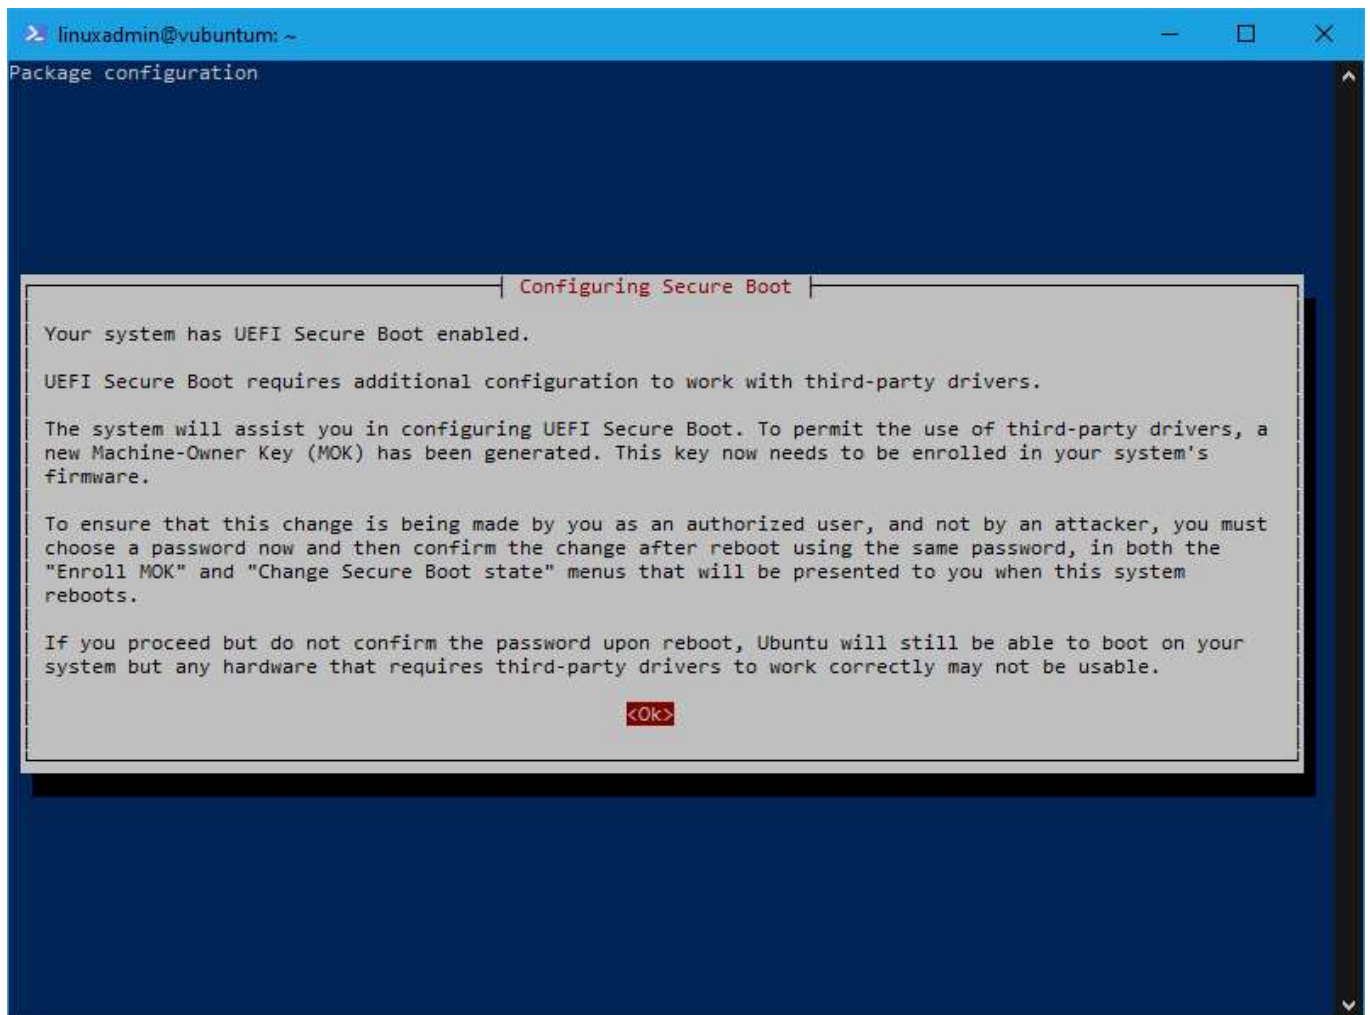 linuxadmin@vubuntum: ~
Package configuration
Configuring Secure Boot
Your system has UEFI Secure Boot enabled.
UEFI Secure Boot requires additional configuration to work with third-party drivers.
The system will assist you in configuring UEFI Secure Boot. To permit the use of third-party drivers, a
new Machine-Owner Key (MOK) has been generated. This key now needs to be enrolled in your system's
firmware.
To ensure that this change is being made by you as an authorized user, and not by an attacker, you must
choose a password now and then confirm the change after reboot using the same password, in both the
"Enroll MOK" and "Change Secure Boot state" menus that will be presented to you when this system
reboots.
If you proceed but do not confirm the password upon reboot, Ubuntu will still be able to boot on your
system but any hardware that requires third-party drivers to work correctly may not be usable.
<Ok>